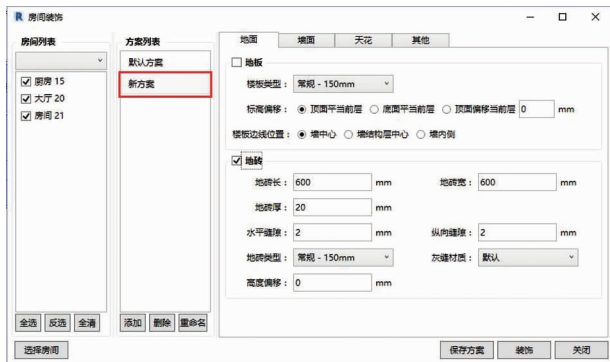 R 房间装饰
房间列表
厨房 15
大厅 20
房间 21
全选 反选 全清
选择房间
方案列表
默认方案
新方案
添加 删除 重命名
地面 墙面 天花 其他
地板
楼板类型： 常规 - 150mm
标高偏移： 顶面平当前层 底面平当前层 顶面偏移当前层 0 mm
楼板边线位置： 墙中心 墙结构层中心 墙内侧
地砖
地砖长： 600 mm 地砖宽： 600 mm
地砖厚： 20 mm
水平缝隙： 2 mm 纵向缝隙： 2 mm
地砖类型： 常规 - 150mm 灰缝材质： 默认
高度偏移： 0 mm
保存方案 装饰 关闭